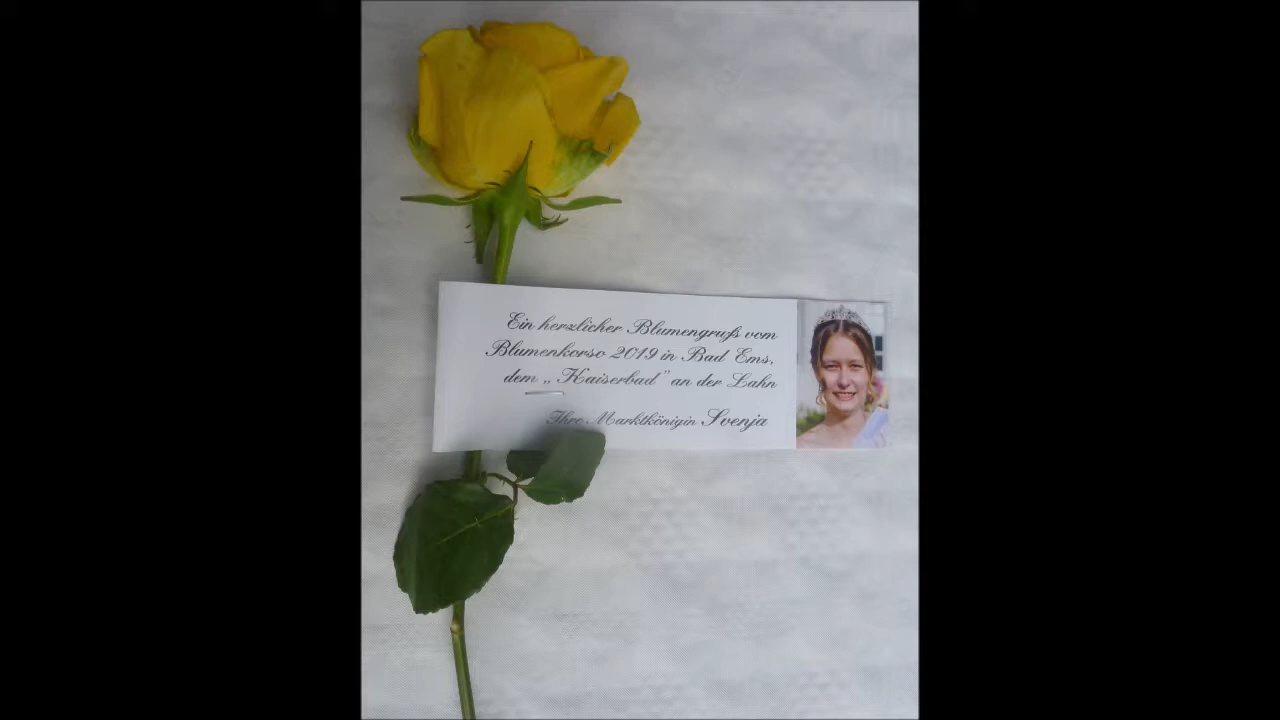 Ein herzlicher Blumengruß vom
Blumenkorso 2019 in Bad Ems,
dem „Kaiserbad" an der Lahn
Ihre Marktkönigin Svenja